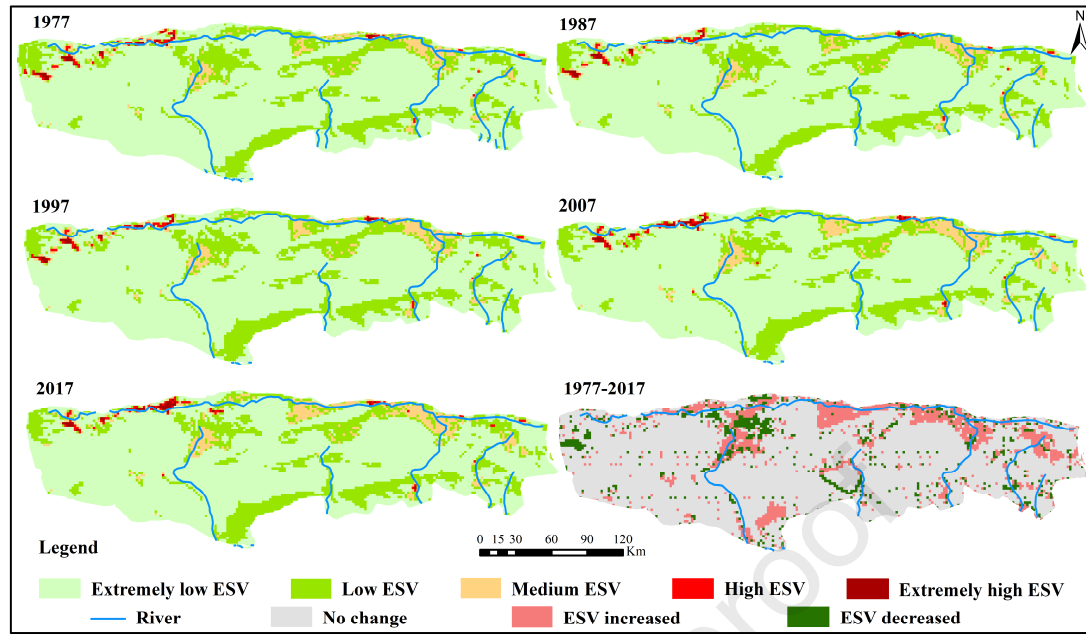 1977
1987
N
1997
2007
2017
1977-2017
Legend
0 15 30 60 90 120
Km
Extremely low ESV
Low ESV
Medium ESV
High ESV
Extremely high ESV
River
No change
ESV increased
ESV decreased
proof